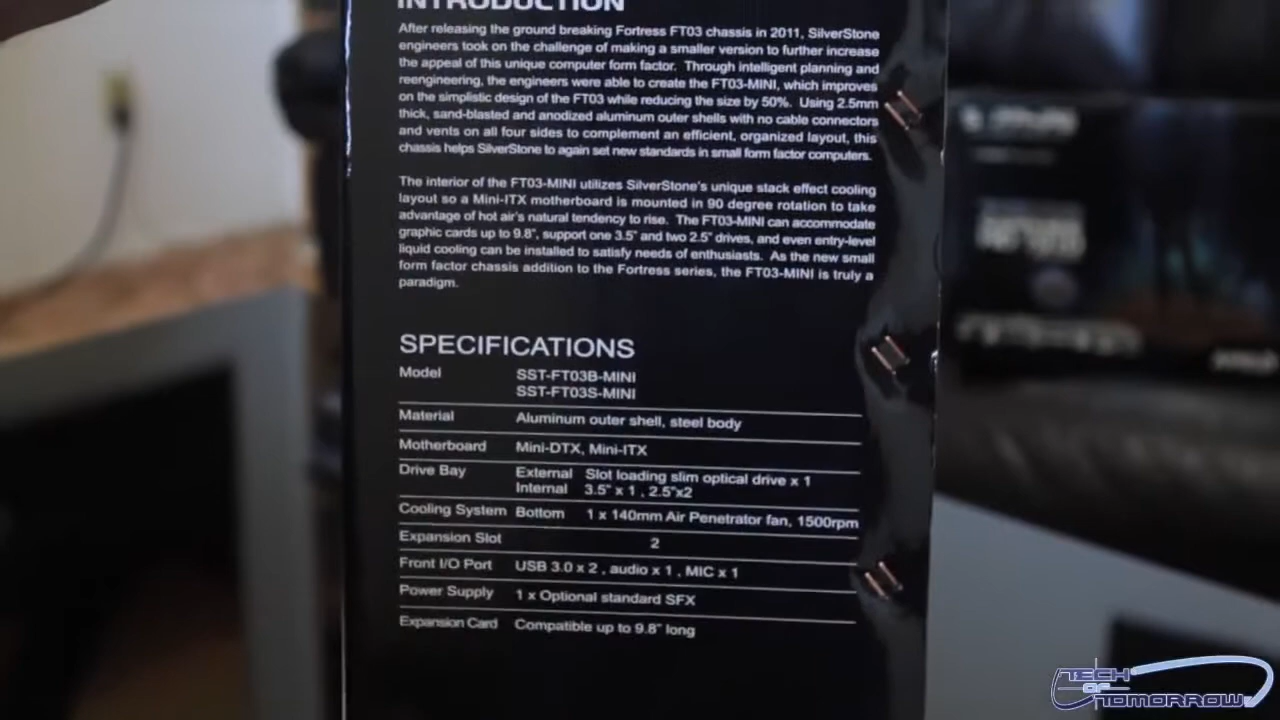 INTRODUCTION
After releasing the ground breaking Fortress FT03 chassis in 2011, SilverStone
engineers took on the challenge of making a smaller version to further increase
the appeal of this unique computer form factor. Through intelligent planning and
reengineering, the engineers were able to create the FT03-MINI, which improves
on the simplistic design of the FT03 while reducing the size by 50%. Using 2.5mm
thick, sand-blasted and anodized aluminum outer shells with no cable connectors
and vents on all four sides to complement an efficient, organized layout, this
chassis helps SilverStone to again set new standards in small form factor computers.
The interior of the FT03-MINI utilizes SilverStone's unique stack effect cooling
layout so a Mini-ITX motherboard is mounted in 90 degree rotation to take
advantage of hot air's natural tendency to rise. The FT03-MINI can accommodate
graphic cards up to 9.8", support one 3.5" and two 2.5" drives, and even entry-level
liquid cooling can be installed to satisfy needs of enthusiasts. As the new small
form factor chassis addition to the Fortress series, the FT03-MINI is truly a
paradigm.
SPECIFICATIONS
Model SST-FT03B-MINI
SST-FT03S-MINI
Material Aluminum outer shell, steel body
Motherboard Mini-DTX, Mini-ITX
Drive Bay External Slot loading slim optical drive x 1
Internal 3.5" x 1 , 2.5"x2
Cooling System Bottom 1 x 140mm Air Penetrator fan, 1500rpm
Expansion Slot 2
Front I/O Port USB 3.0 x 2 , audio x 1 , MIC x 1
Power Supply 1 x Optional standard SFX
Expansion Card Compatible up to 9.8" long
TECH
OF
TOMORROW